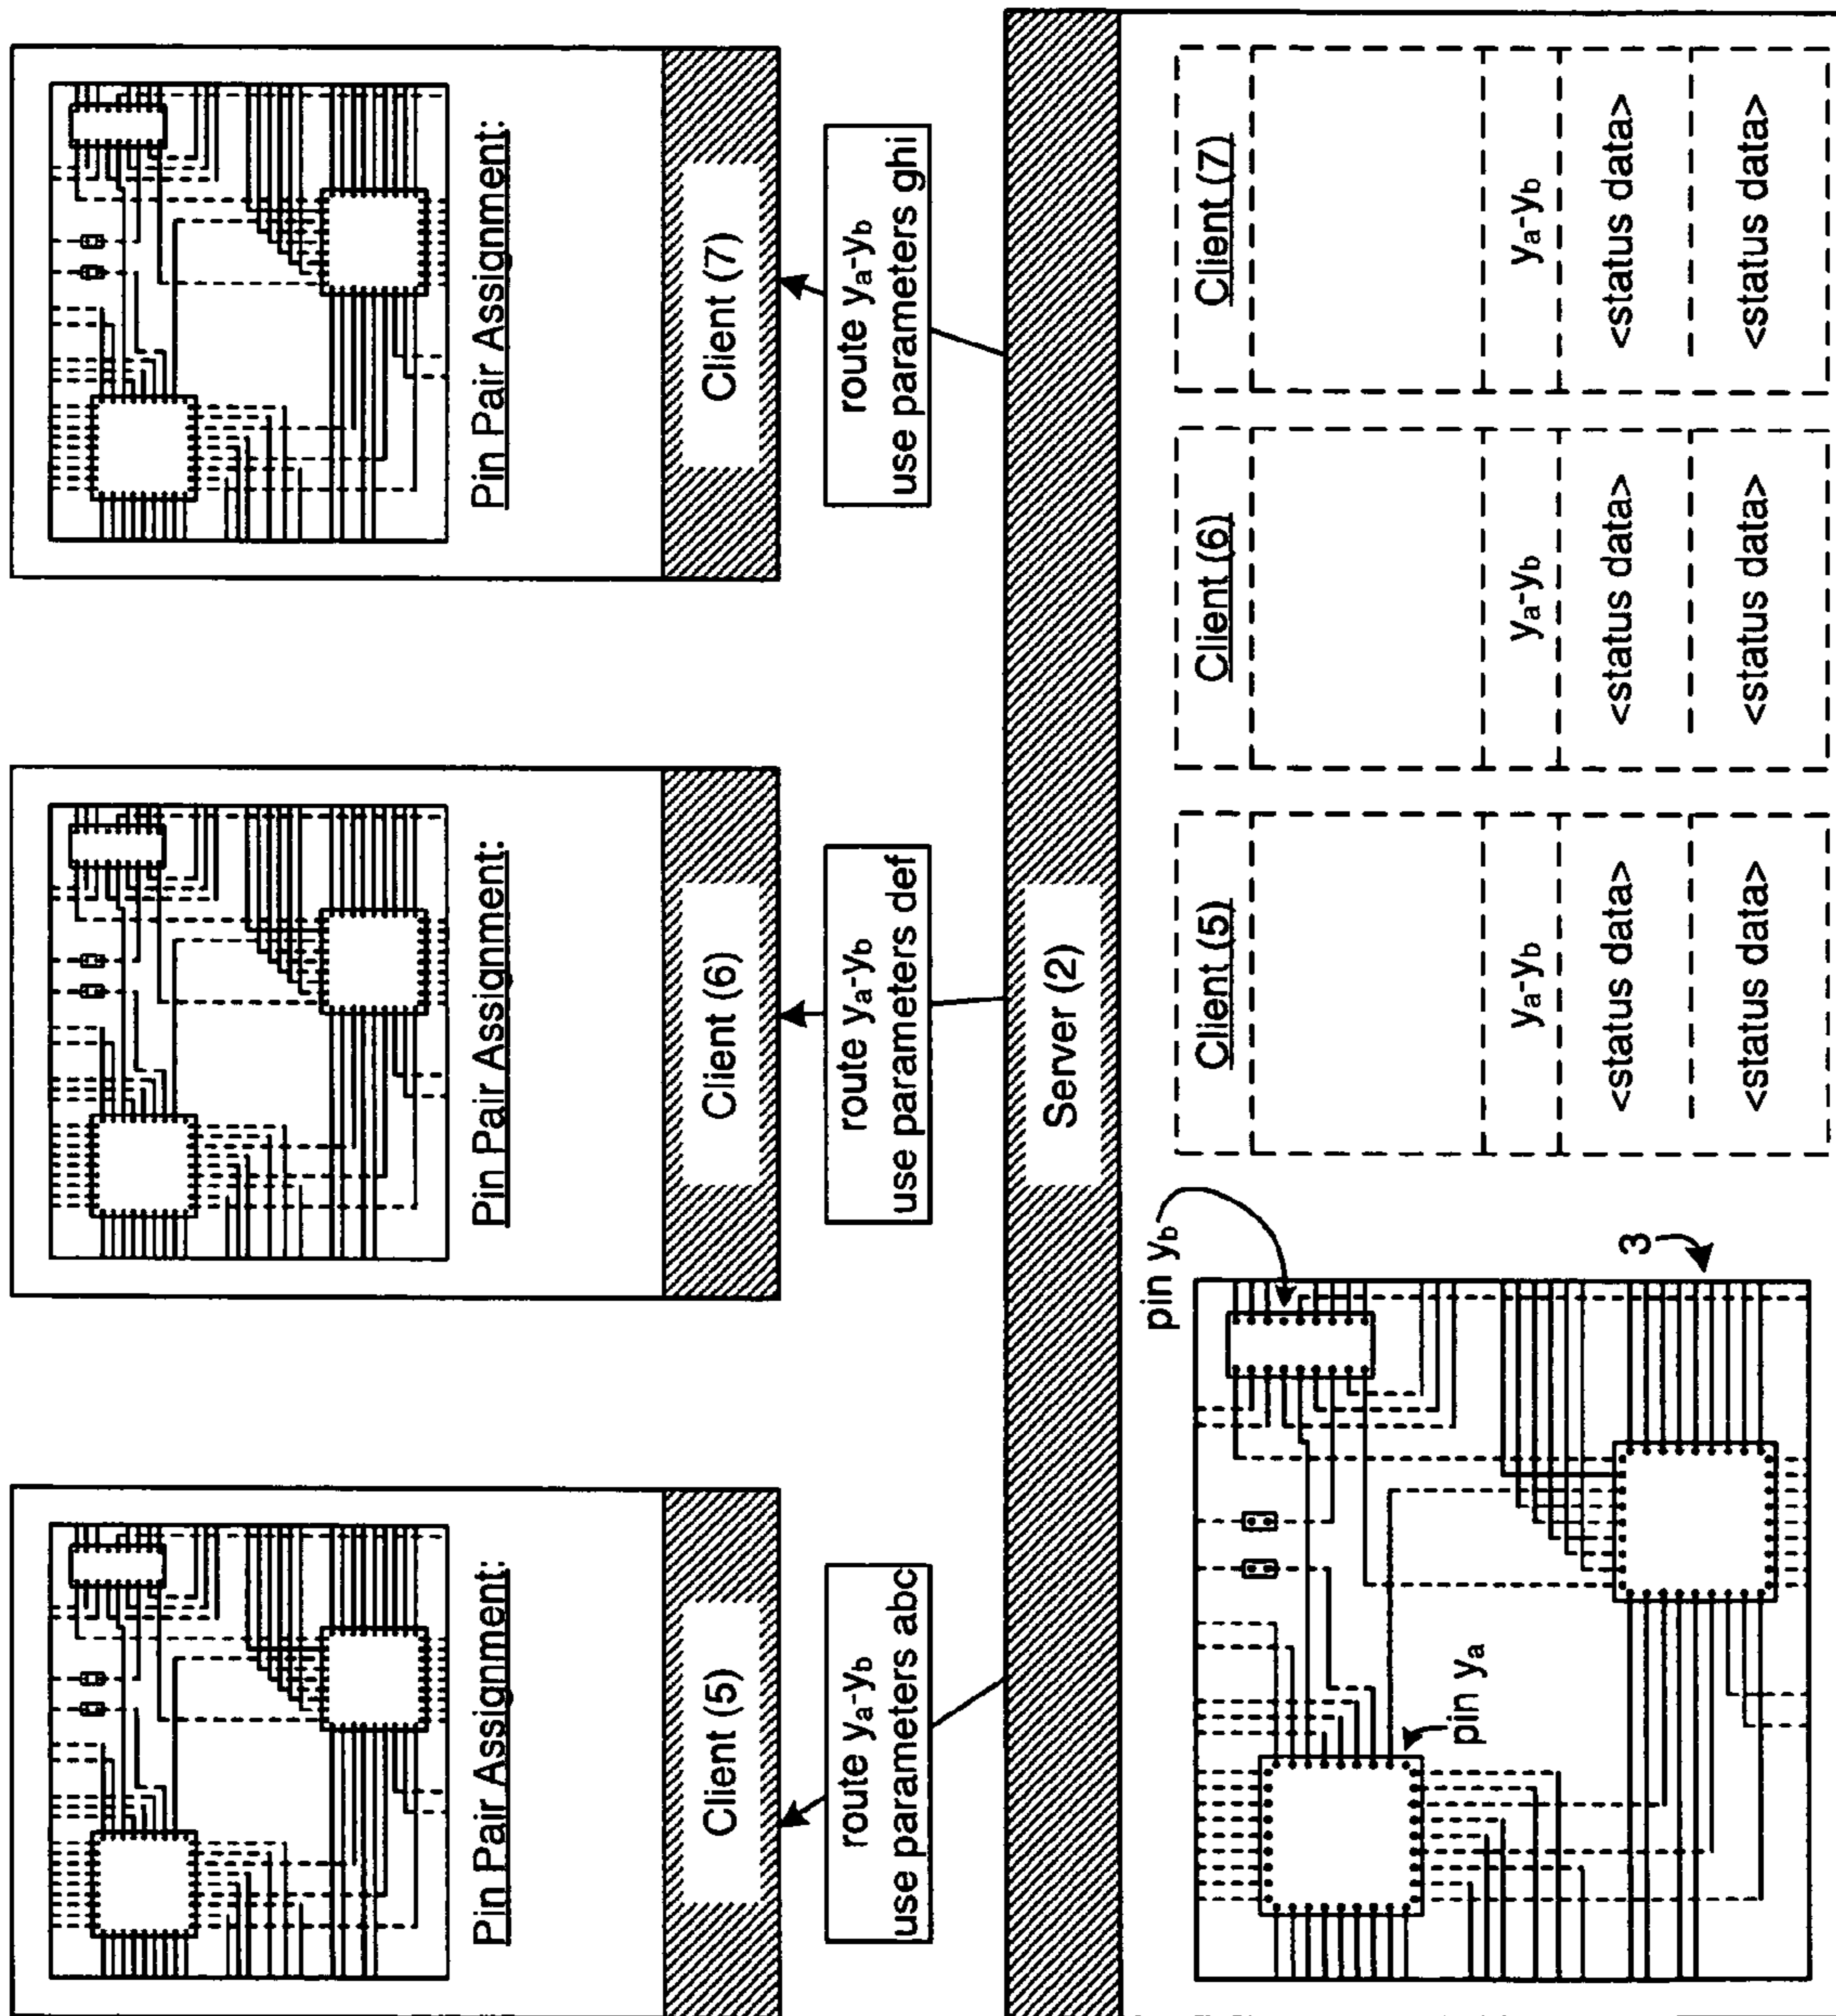 Pin Pair Assignment:
Pin Pair Assignment:
Pin Pair Assignment:
Client (5)
Client (6)
Client (7)
route ya-yb
use parameters abc
route ya-yb
use parameters def
route ya-yb
use parameters ghi
Server (2)
pin yb
pin ya
3
Client (5)
ya-yb
<status data>
<status data>
Client (6)
ya-yb
<status data>
<status data>
Client (7)
ya-yb
<status data>
<status data>